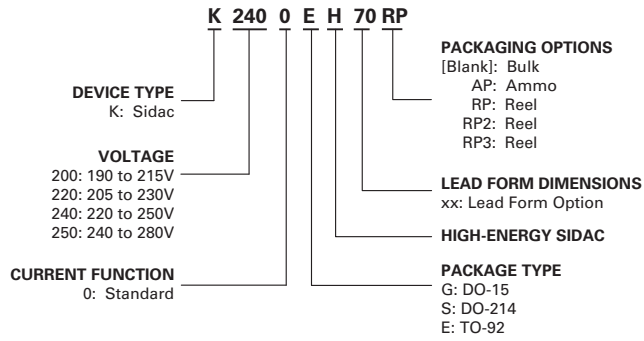 K 240 0 E H 70 RP
DEVICE TYPE
K: Sidac
VOLTAGE
200: 190 to 215V
220: 205 to 230V
240: 220 to 250V
250: 240 to 280V
CURRENT FUNCTION
0: Standard
PACKAGING OPTIONS
[Blank]: Bulk
AP: Ammo
RP: Reel
RP2: Reel
RP3: Reel
LEAD FORM DIMENSIONS
xx: Lead Form Option
HIGH-ENERGY SIDAC
PACKAGE TYPE
G: DO-15
S: DO-214
E: TO-92